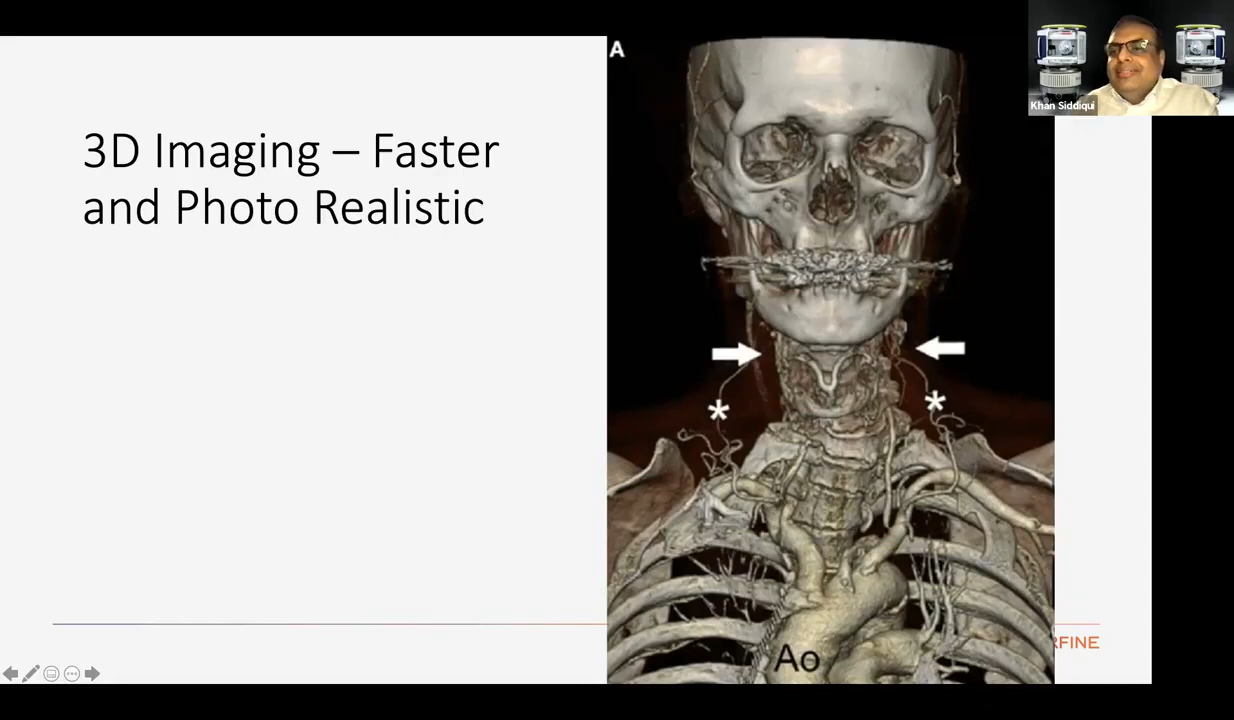 3D Imaging – Faster
and Photo Realistic
A
Khan Siddiqui
*
*
Ao
RFINE